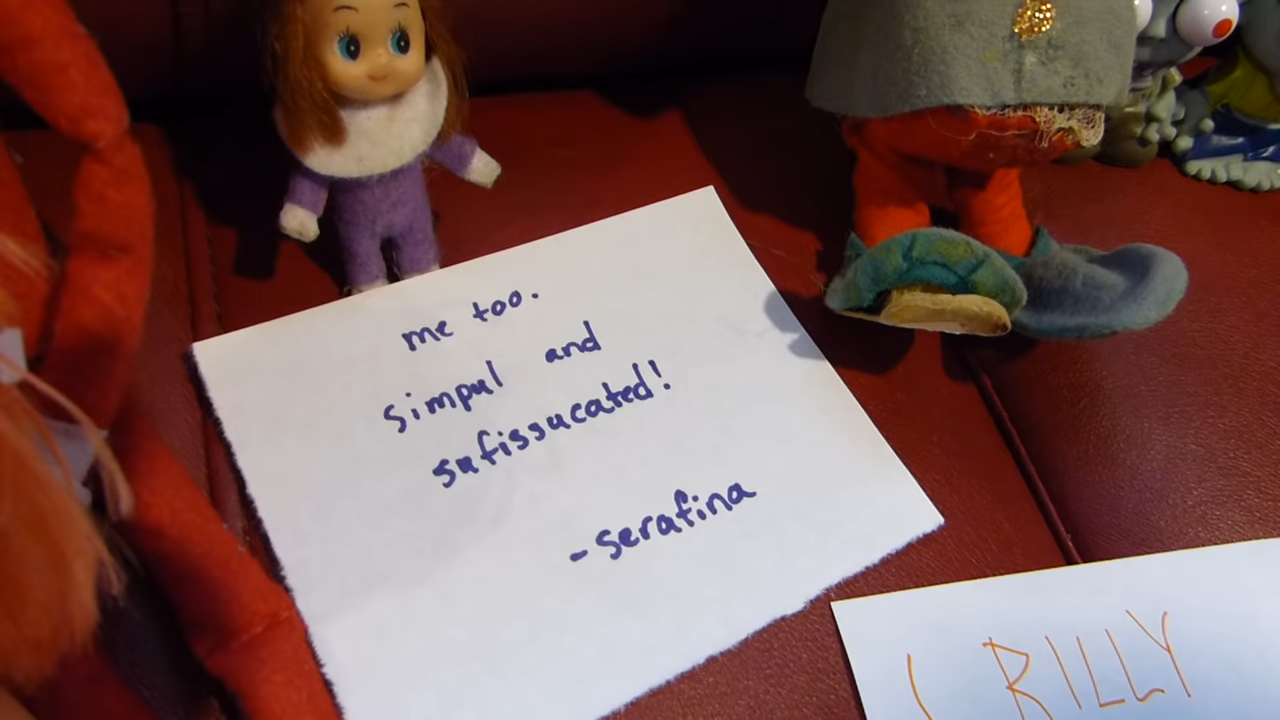 me too.
simpul and
sufissucated!
-serafina
I RILLY